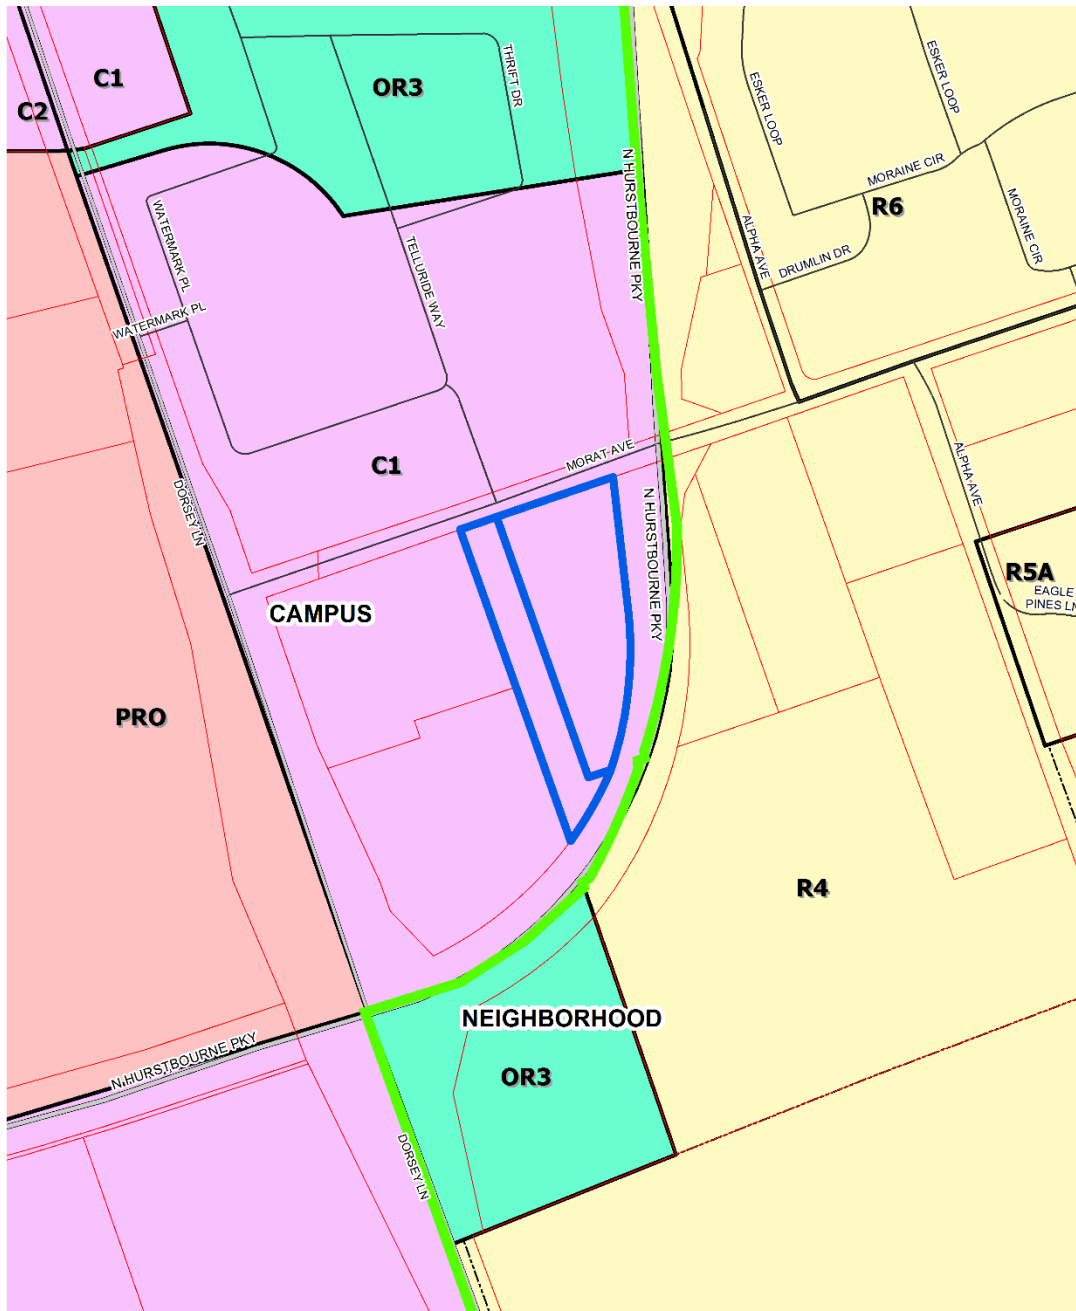 C1
C2
OR3
THRIFT DR
ESKER LOOP
ESKER LOOP
N HURSTBOURNE PKY
MORAINE CIR
R6
MORAINE CIR
ALPHA AVE
DRUMLIN DR
WATERMARK PL
TELLURIDE WAY
WATERMARK PL
C1
MORAT AVE
DORSEY LN
N HURSTBOURNE PKY
ALPHA AVE
R5A
EAGLE
PINES LN
CAMPUS
PRO
R4
NEIGHBORHOOD
N HURSTBOURNE PKY
OR3
DORSEY LN